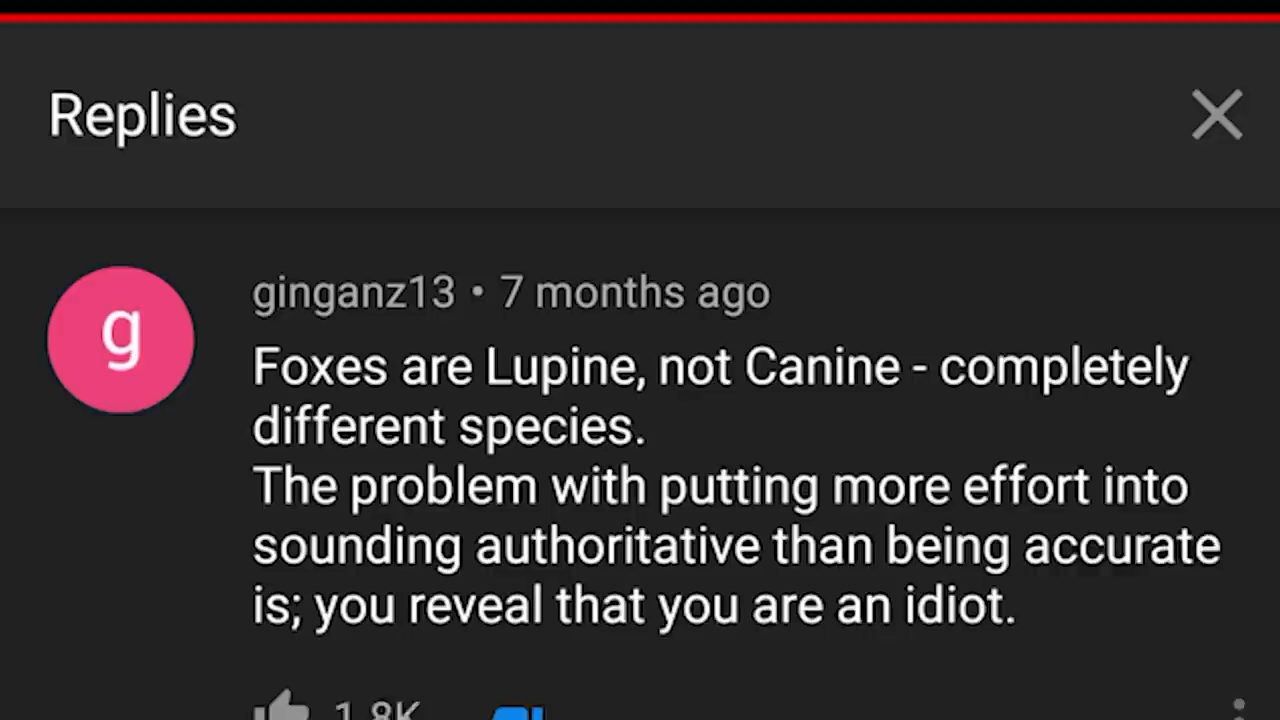 Replies
g
ginganz13 • 7 months ago
Foxes are Lupine, not Canine - completely
different species.
The problem with putting more effort into
sounding authoritative than being accurate
is; you reveal that you are an idiot.
1.8K